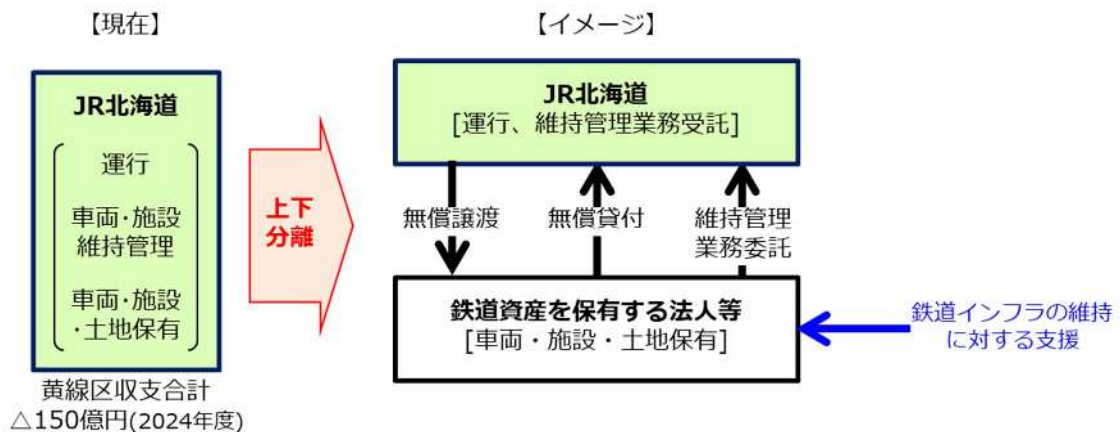 【現在】
JR北海道
運行
車両・施設
維持管理
車両・施設
・土地保有
黄線区収支合計
△150億円(2024年度)
上下
分離
【イメージ】
JR北海道
[運行、維持管理業務受託]
無償譲渡
無償貸付
維持管理
業務委託
鉄道資産を保有する法人等
[車両・施設・土地保有]
鉄道インフラの維持
に対する支援